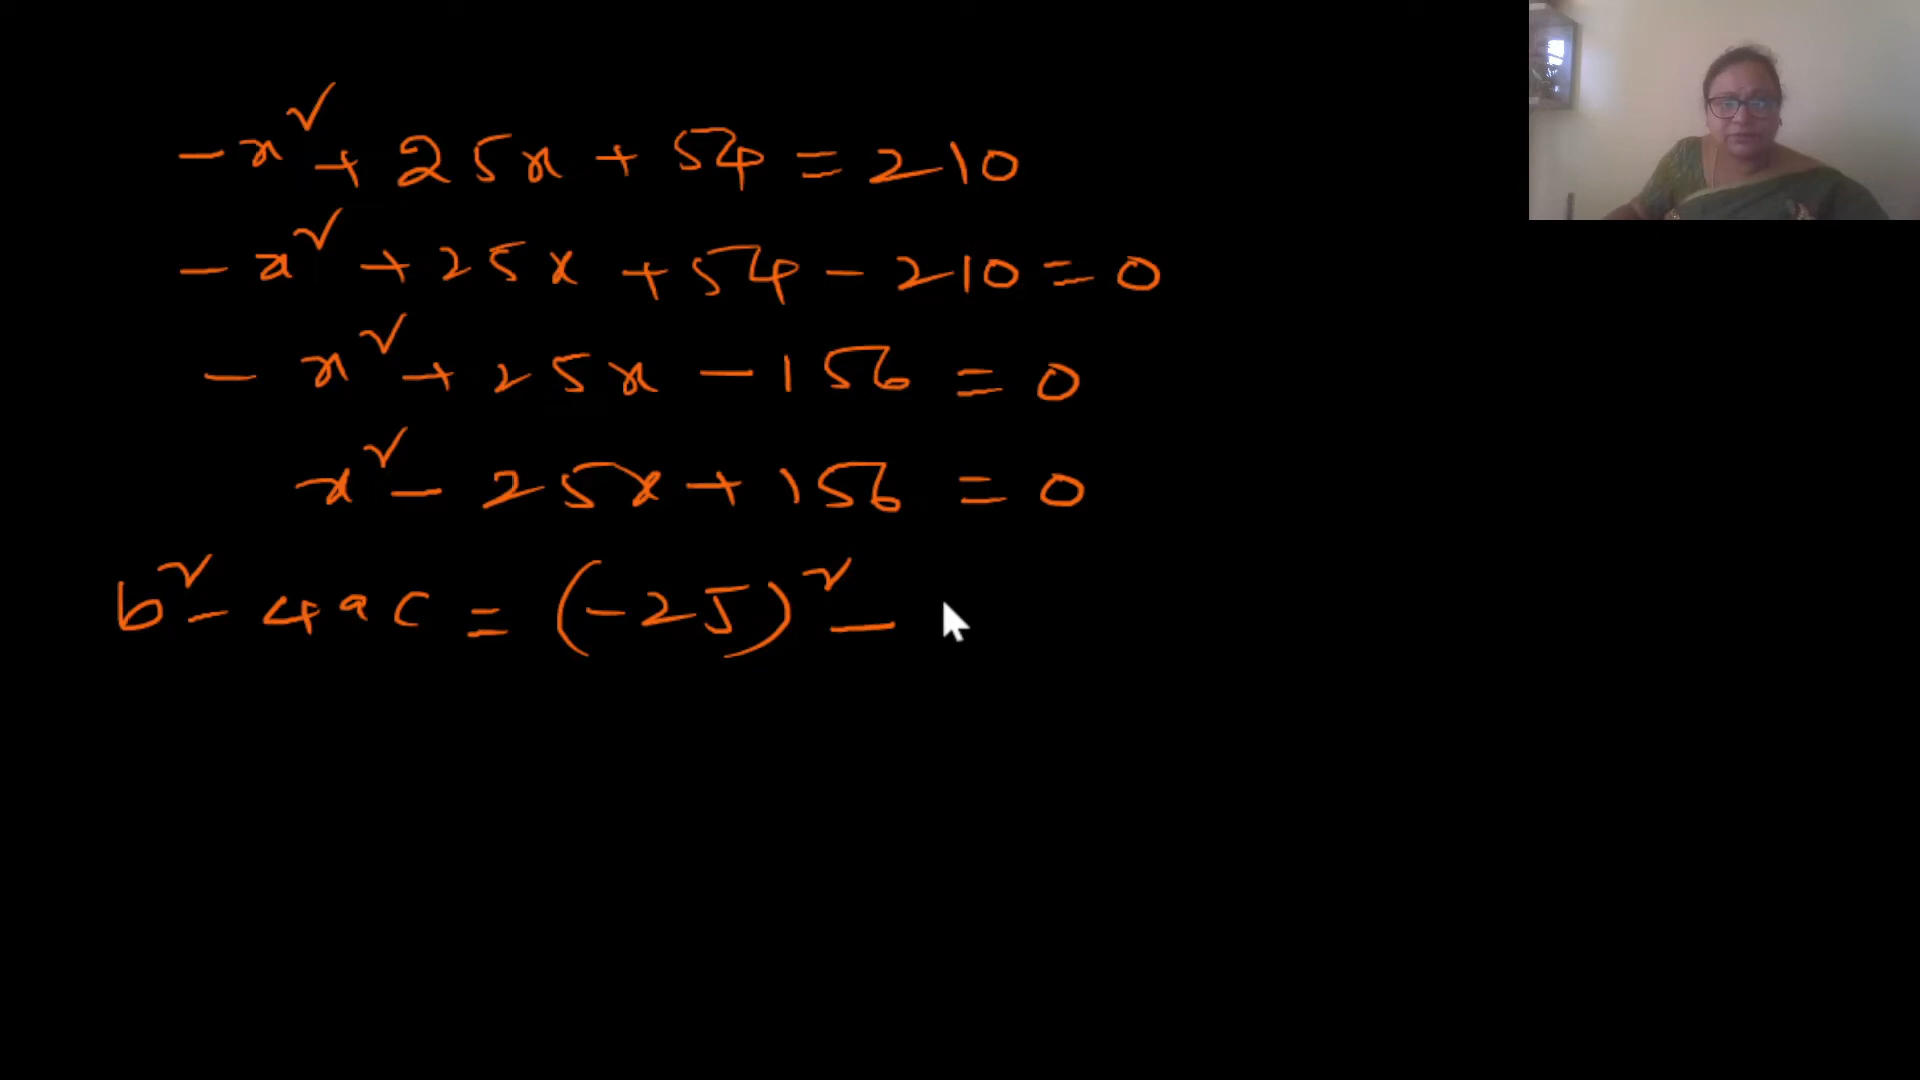 -x² + 25x + 54 = 210
-x² + 25x + 54 - 210 = 0
-x² + 25x - 156 = 0
x² - 25x + 156 = 0
b² - 4ac = (-25)² -